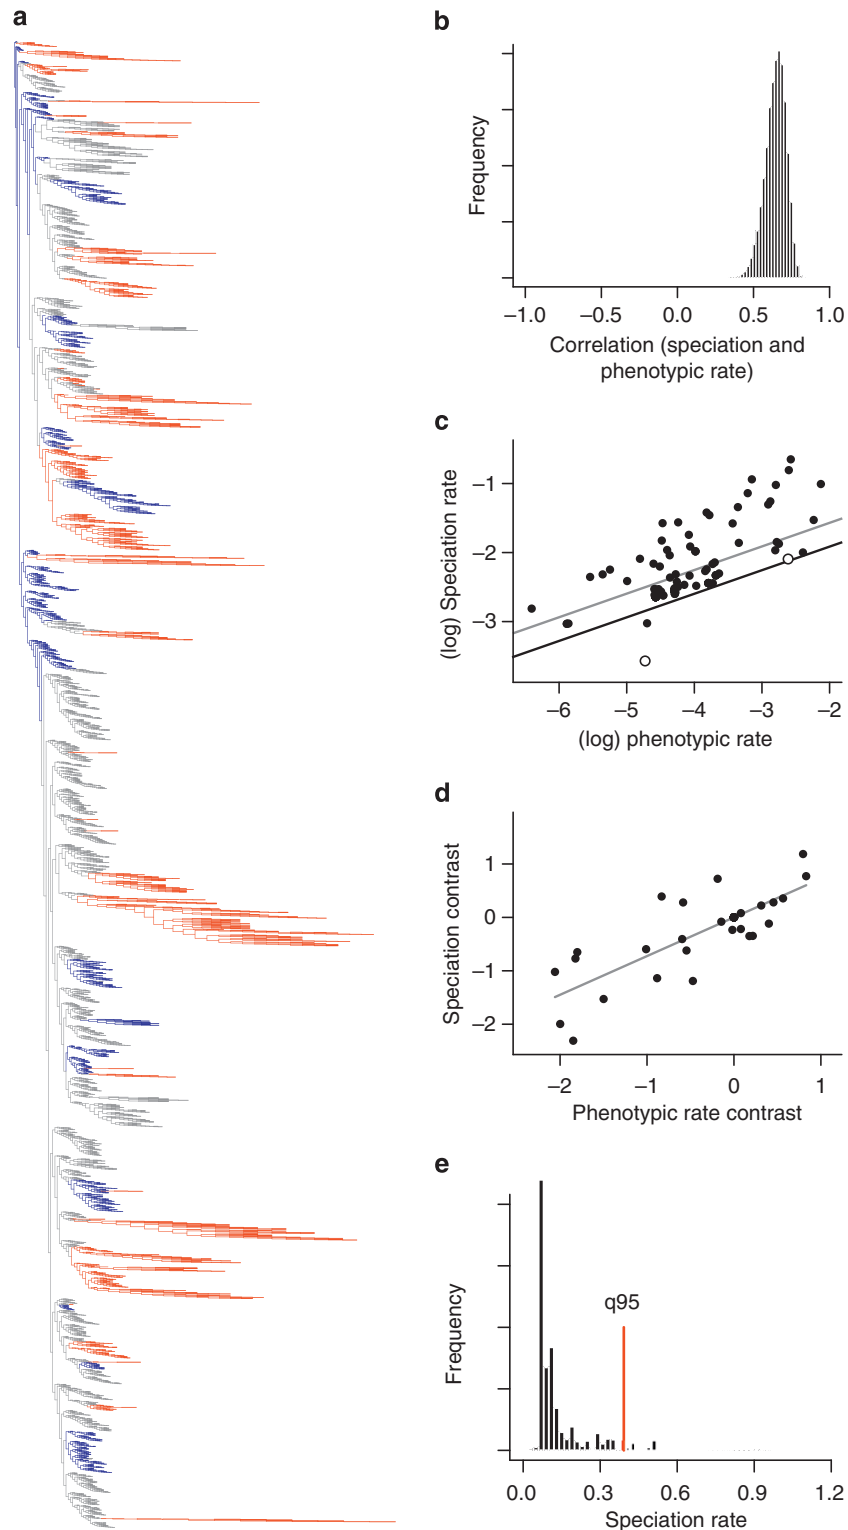 a
b
Frequency
−1.0 −0.5 0.0 0.5 1.0
Correlation (speciation and
phenotypic rate)
c
(log) Speciation rate
−1
−2
−3
−6 −5 −4 −3 −2
(log) phenotypic rate
d
Speciation contrast
1
0
−1
−2
−2 −1 0 1
Phenotypic rate contrast
e
Frequency
q95
0.0 0.3 0.6 0.9 1.2
Speciation rate